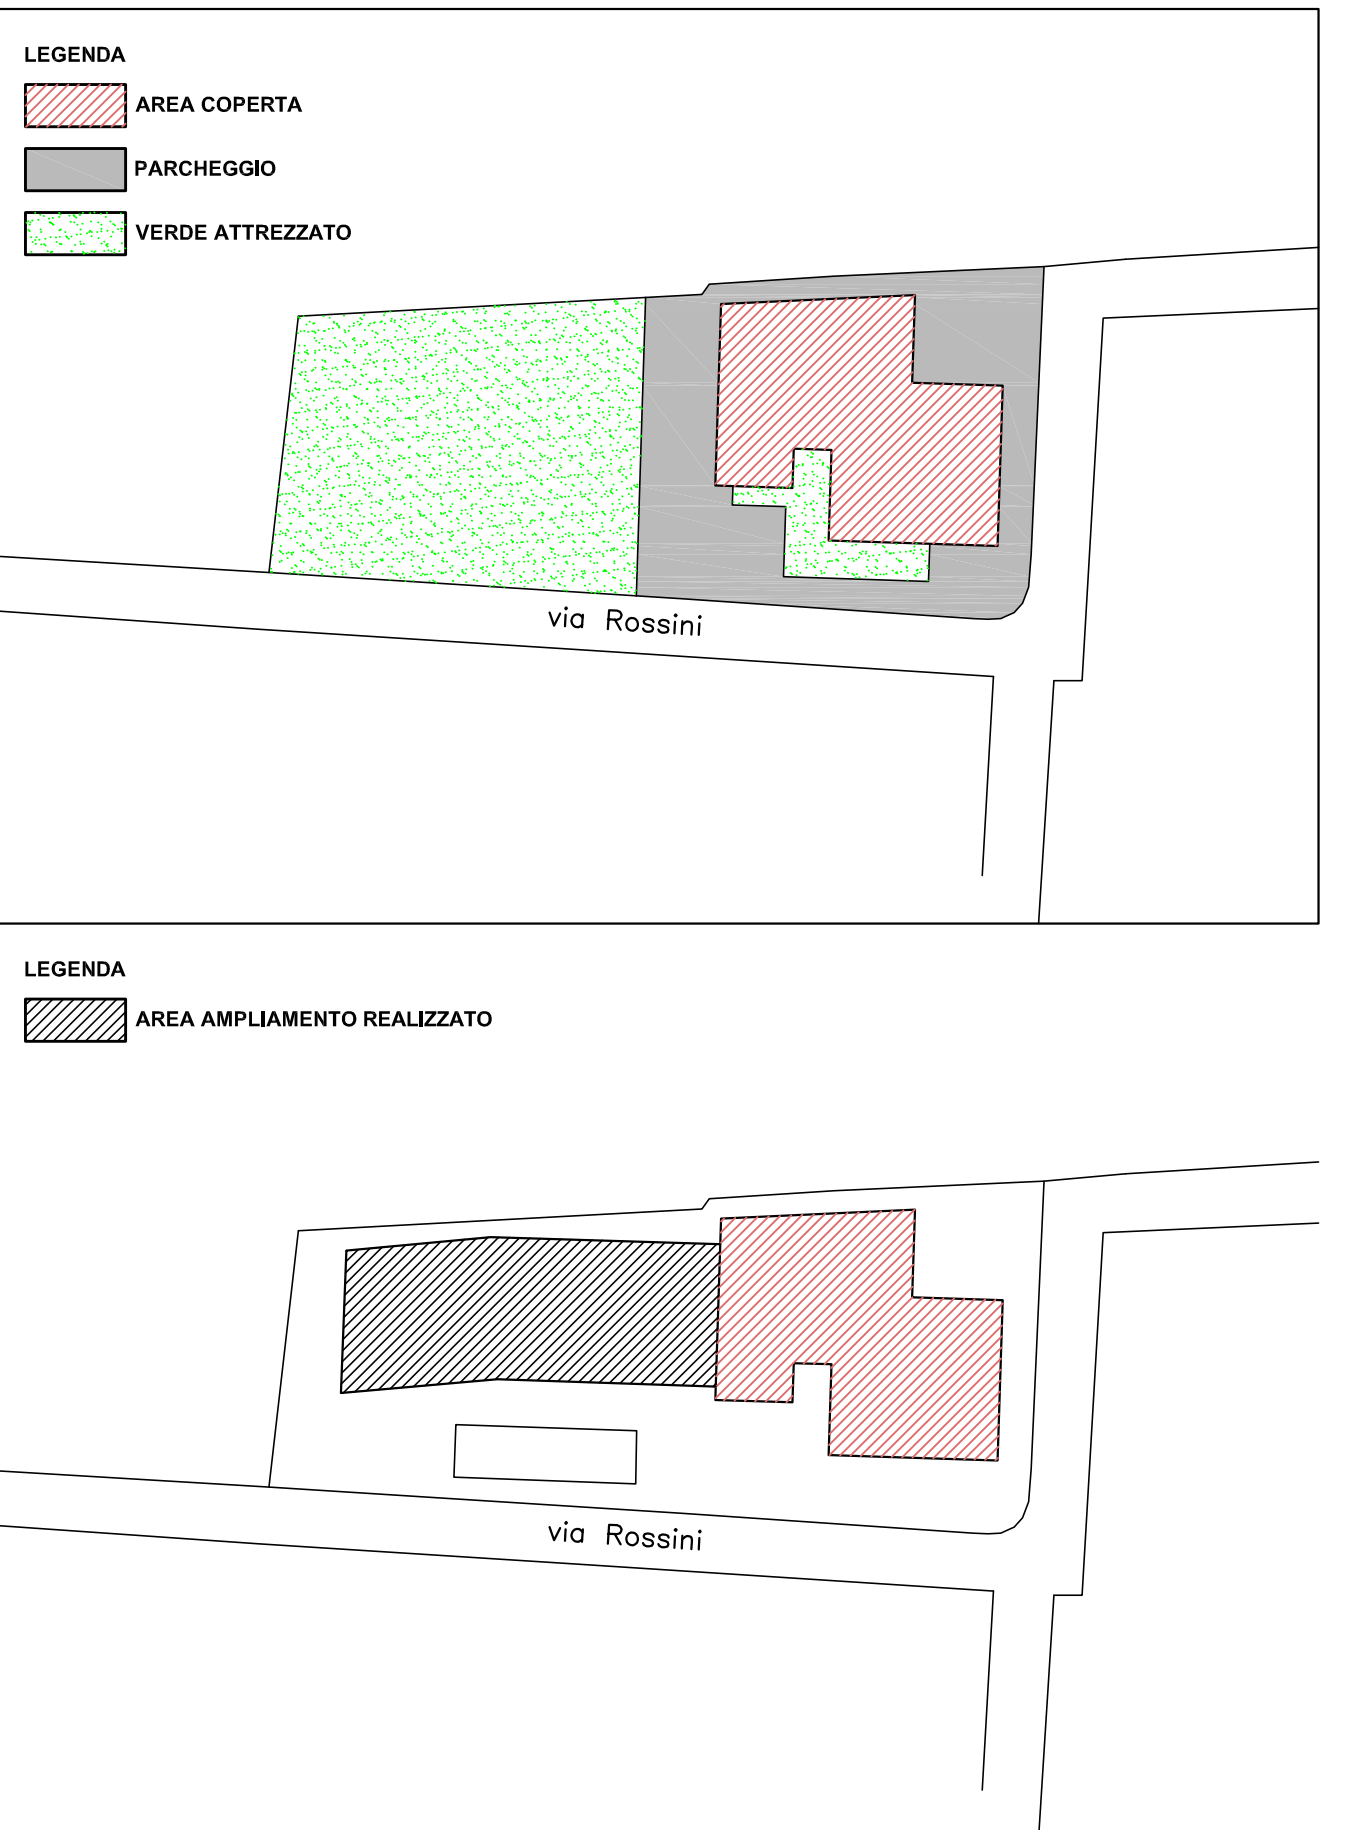 LEGENDA
AREA COPERTA
PARCHEGGIO
VERDE ATTREZZATO
via Rossini
LEGENDA
AREA AMPLIAMENTO REALIZZATO
via Rossini